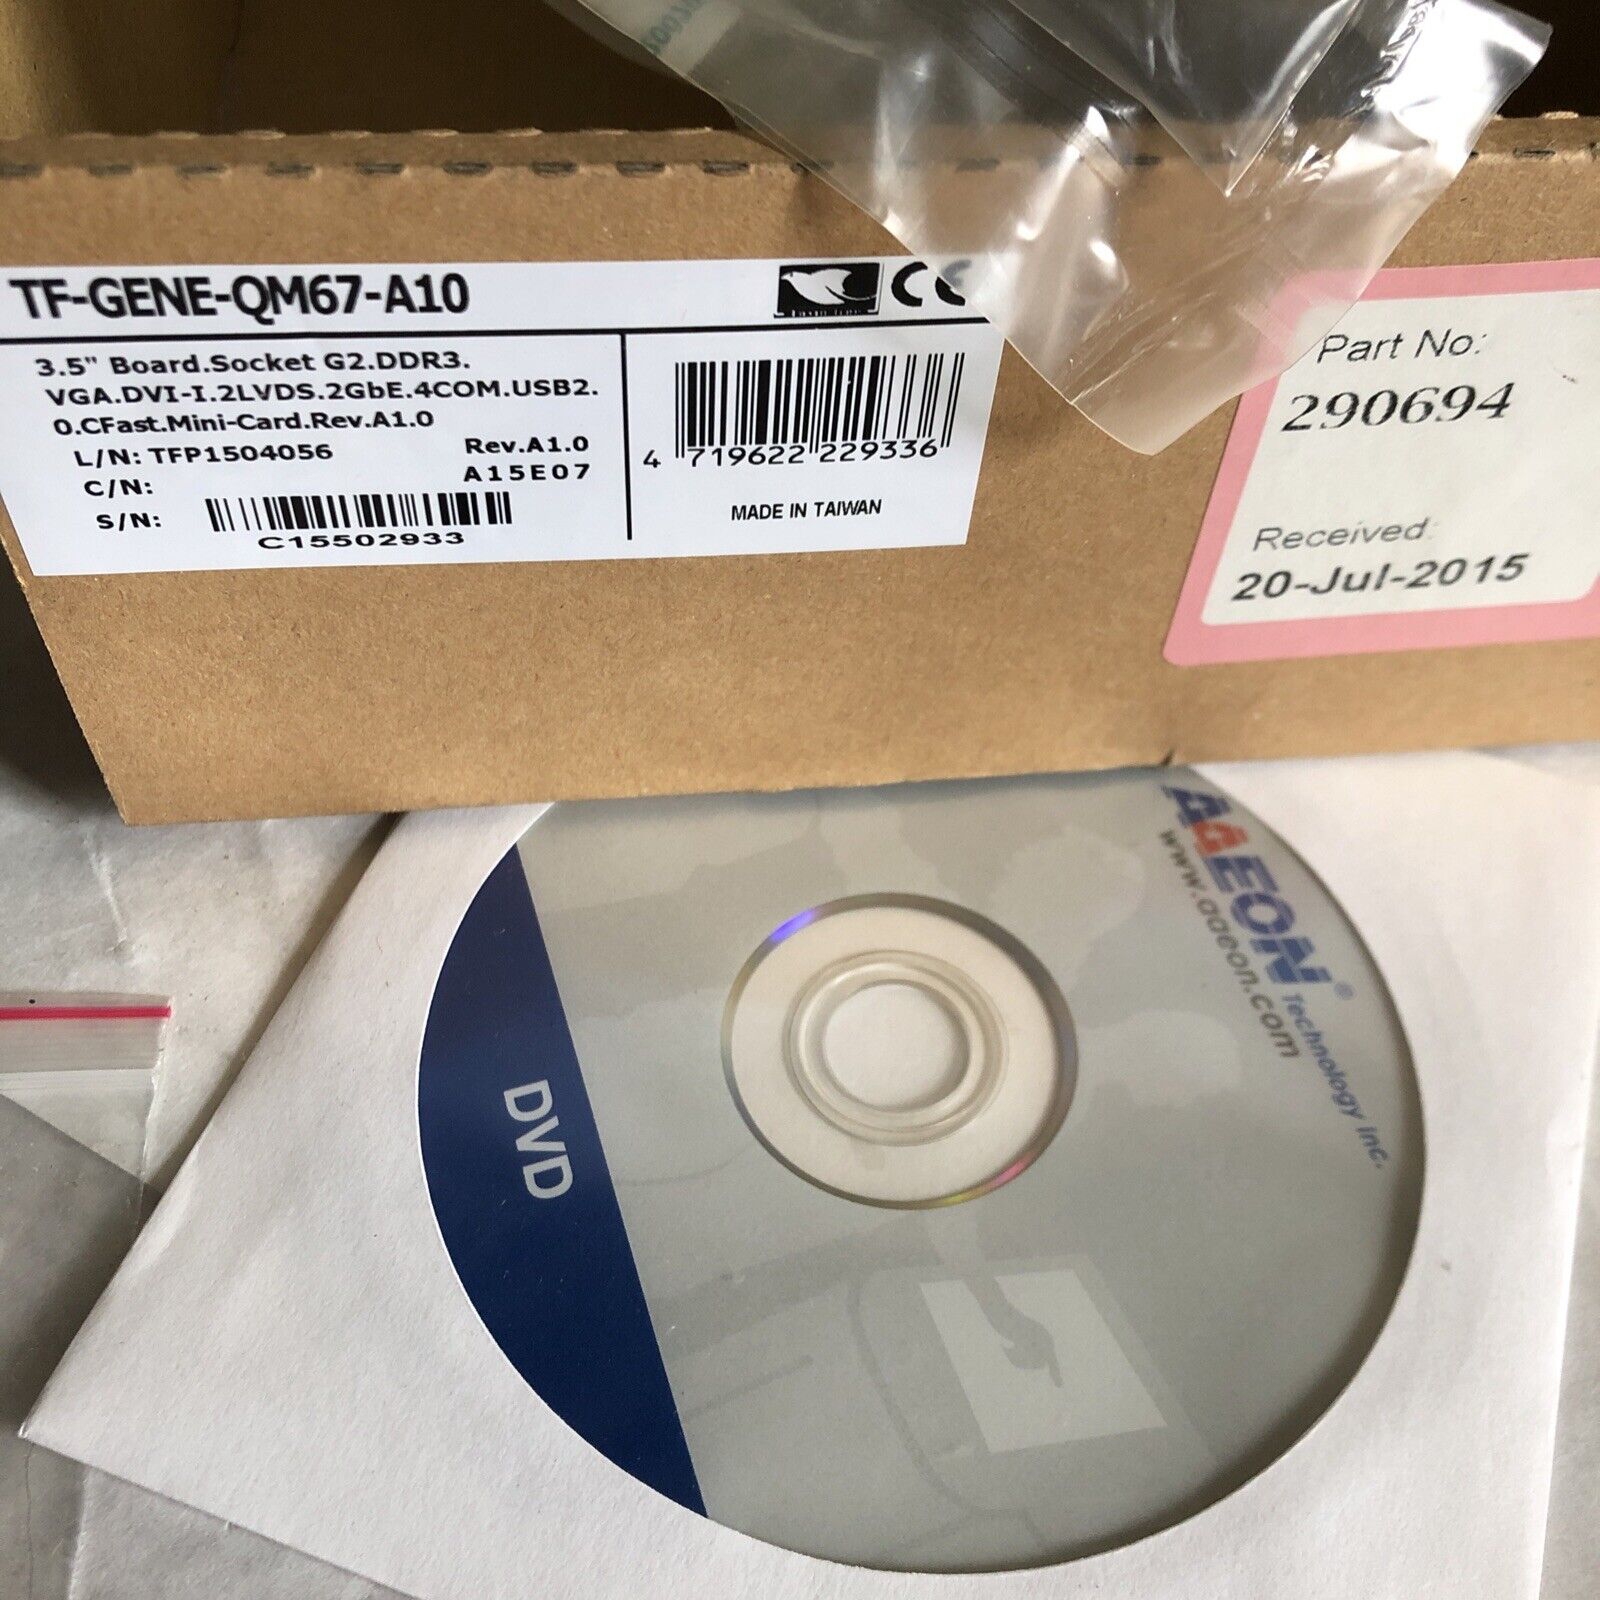 TF-GENE-QM67-A10
CE
3.5" Board.Socket G2.DDR3.
VGA.DVI-I.2LVDS.2GbE.4COM.USB2.
0.CFast.Mini-Card.Rev.A1.0
L/N: TFP1504056
Rev.A1.0
C/N:
A15E07
S/N:
C15502933
4 719622 229336
MADE IN TAIWAN
Part No:
290694
Received:
20-Jul-2015
AAEON® Technology Inc.
www.aaeon.com
DVD